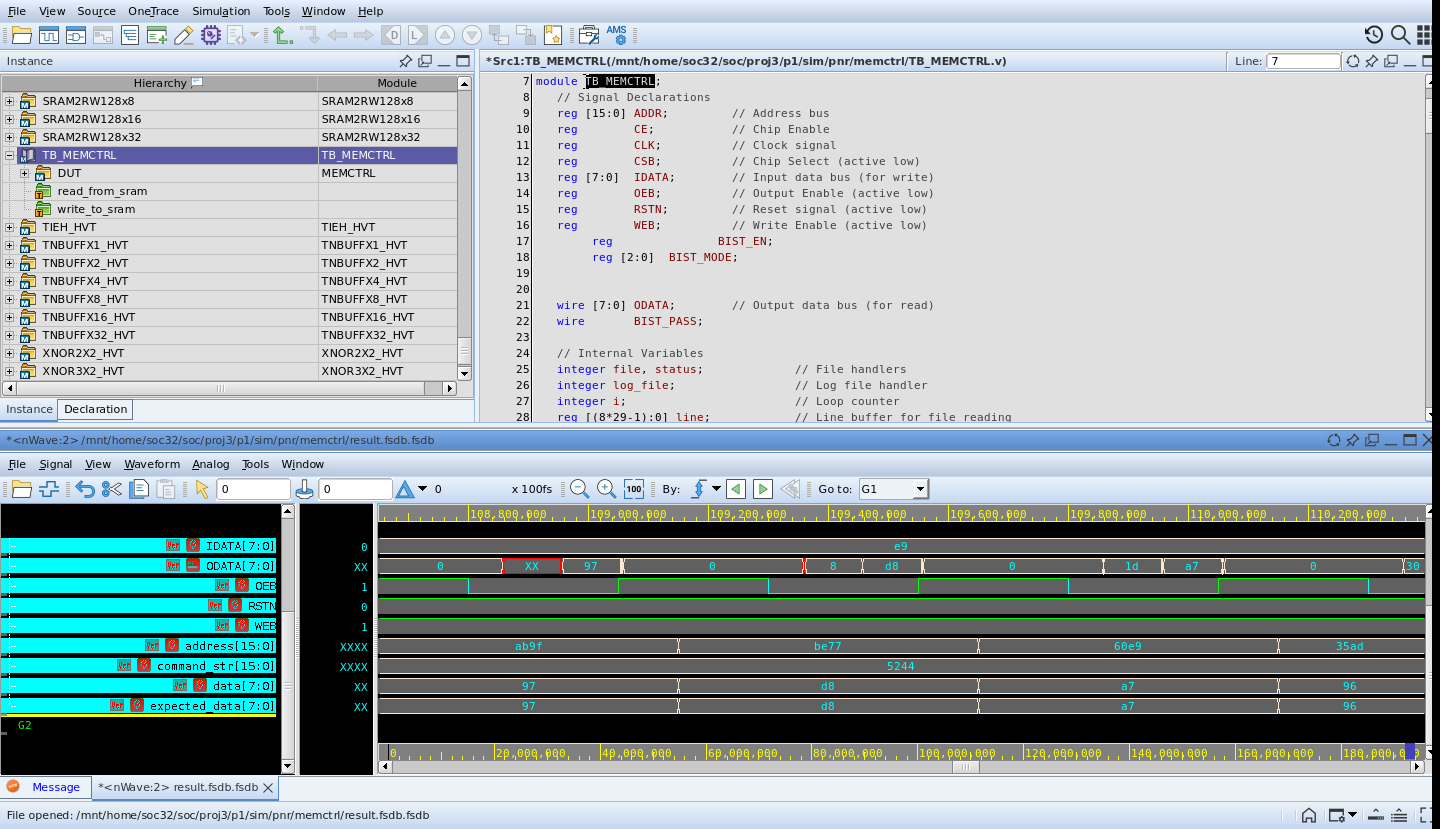 File View Source OneTrace Simulation Tools Window Help
AMS
Instance
*Src1:TB_MEMCTRL(/mnt/home/soc32/soc/proj3/p1/sim/pnr/memctrl/TB_MEMCTRL.v)
Line: 7
Hierarchy Module
SRAM2RW128x8 SRAM2RW128x8
SRAM2RW128x16 SRAM2RW128x16
SRAM2RW128x32 SRAM2RW128x32
TB_MEMCTRL TB_MEMCTRL
DUT MEMCTRL
read_from_sram
write_to_sram
TIEH_HVT TIEH_HVT
TNBUFFX1_HVT TNBUFFX1_HVT
TNBUFFX2_HVT TNBUFFX2_HVT
TNBUFFX4_HVT TNBUFFX4_HVT
TNBUFFX8_HVT TNBUFFX8_HVT
TNBUFFX16_HVT TNBUFFX16_HVT
TNBUFFX32_HVT TNBUFFX32_HVT
XNOR2X2_HVT XNOR2X2_HVT
XNOR3X2_HVT XNOR3X2_HVT
Instance Declaration
7 module TB_MEMCTRL;
8 // Signal Declarations
9 reg [15:0] ADDR; // Address bus
10 reg CE; // Chip Enable
11 reg CLK; // Clock signal
12 reg CSB; // Chip Select (active low)
13 reg [7:0] IDATA; // Input data bus (for write)
14 reg OEB; // Output Enable (active low)
15 reg RSTN; // Reset signal (active low)
16 reg WEB; // Write Enable (active low)
17 reg BIST_EN;
18 reg [2:0] BIST_MODE;
19
20
21 wire [7:0] ODATA; // Output data bus (for read)
22 wire BIST_PASS;
23
24 // Internal Variables
25 integer file, status; // File handlers
26 integer log_file; // Log file handler
27 integer i; // Loop counter
28 reg [(8*29-1):0] line; // Line buffer for file reading
*<nWave:2> /mnt/home/soc32/soc/proj3/p1/sim/pnr/memctrl/result.fsdb.fsdb
File Signal View Waveform Analog Tools Window
0 0 0 x 100fs 100 By: Go to: G1
108,800,000 109,000,000 109,200,000 109,400,000 109,600,000 109,800,000 110,000,000 110,200,000
IDATA[7:0] 0 e9
ODATA[7:0] XX 0 XX 97 0 8 d8 0 1d a7 0 30
OEB 1
RSTN 0
WEB 1
address[15:0] XXXX ab9f be77 60e9 35ad
command_str[15:0] XXXX 5244
data[7:0] XX 97 d8 a7 96
expected_data[7:0] XX 97 d8 a7 96
G2
0 20,000,000 40,000,000 60,000,000 80,000,000 100,000,000 120,000,000 140,000,000 160,000,000 180,000,000
Message *<nWave:2> result.fsdb.fsdb
File opened: /mnt/home/soc32/soc/proj3/p1/sim/pnr/memctrl/result.fsdb.fsdb